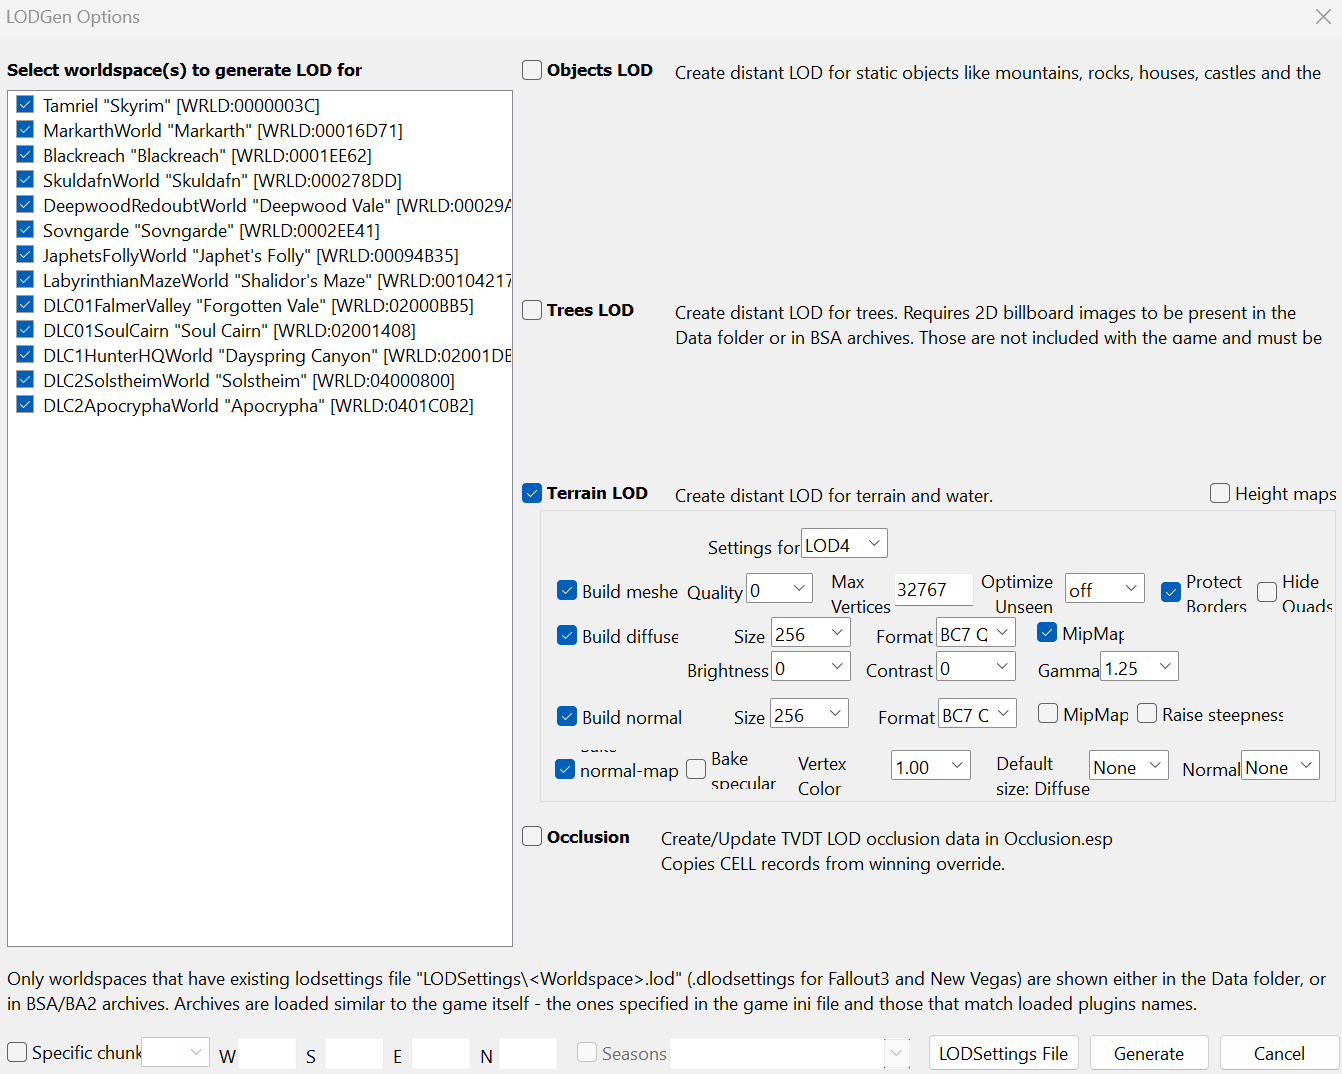 LODGen Options
Select worldspace(s) to generate LOD for
Tamriel "Skyrim" [WRLD:0000003C]
MarkarthWorld "Markarth" [WRLD:00016D71]
Blackreach "Blackreach" [WRLD:0001EE62]
SkuldafnWorld "Skuldafn" [WRLD:000278DD]
DeepwoodRedoubtWorld "Deepwood Vale" [WRLD:00029A
Sovngarde "Sovngarde" [WRLD:0002EE41]
JaphetsFollyWorld "Japhet's Folly" [WRLD:00094B35]
LabyrinthianMazeWorld "Shalidor's Maze" [WRLD:00104217
DLC01FalmerValley "Forgotten Vale" [WRLD:02000BB5]
DLC01SoulCairn "Soul Cairn" [WRLD:02001408]
DLC1HunterHQWorld "Dayspring Canyon" [WRLD:02001DB
DLC2SolstheimWorld "Solstheim" [WRLD:04000800]
DLC2ApocryphaWorld "Apocrypha" [WRLD:0401C0B2]
Objects LOD Create distant LOD for static objects like mountains, rocks, houses, castles and the
Trees LOD Create distant LOD for trees. Requires 2D billboard images to be present in the
Data folder or in BSA archives. Those are not included with the game and must be
Terrain LOD Create distant LOD for terrain and water. Height maps
Settings for LOD4
Build meshe Quality 0 Max Vertices 32767 Optimize Unseen off Protect Borders Hide Quads
Build diffuse Size 256 Format BC7 Q MipMap
Brightness 0 Contrast 0 Gamma 1.25
Build normal Size 256 Format BC7 Q MipMap Raise steepness
Bake normal-map Bake specular Vertex Color 1.00 Default size: Diffuse None Normal None
Occlusion Create/Update TVDT LOD occlusion data in Occlusion.esp
Copies CELL records from winning override.
Only worldspaces that have existing lodsettings file "LODSettings\<Worldspace>.lod" (.dlodsettings for Fallout3 and New Vegas) are shown either in the Data folder, or
in BSA/BA2 archives. Archives are loaded similar to the game itself - the ones specified in the game ini file and those that match loaded plugins names.
Specific chunk W S E N Seasons LODSettings File Generate Cancel